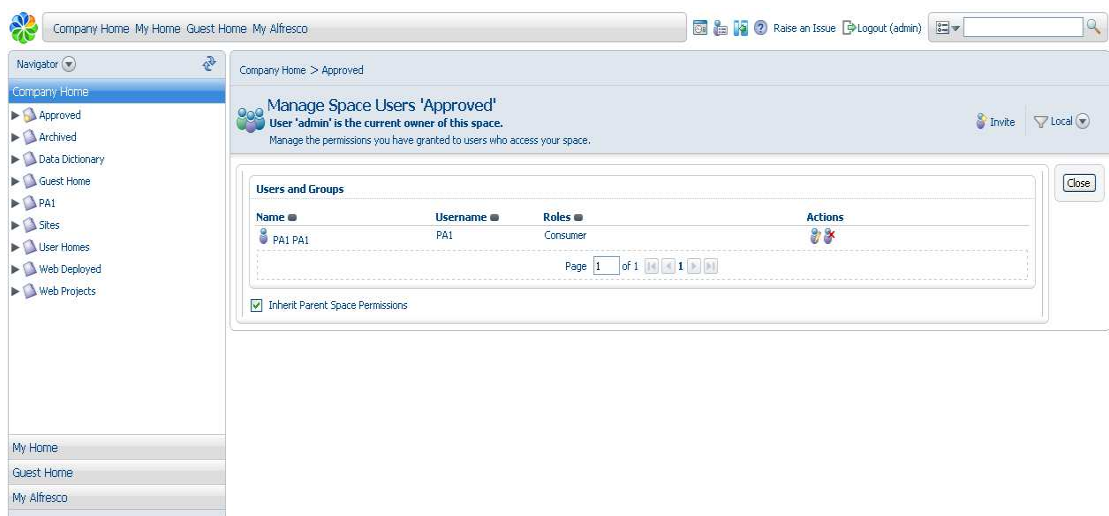 Company Home My Home Guest Home My Alfresco
Raise an Issue Logout (admin)
Navigator
Company Home
Approved
Archived
Data Dictionary
Guest Home
PA1
Sites
User Homes
Web Deployed
Web Projects
My Home
Guest Home
My Alfresco
Company Home > Approved
Manage Space Users 'Approved'
User 'admin' is the current owner of this space.
Manage the permissions you have granted to users who access your space.
Invite Local
Close
Users and Groups
Name Username Roles Actions
PA1 PA1 PA1 Consumer
Page 1 of 1 1
Inherit Parent Space Permissions